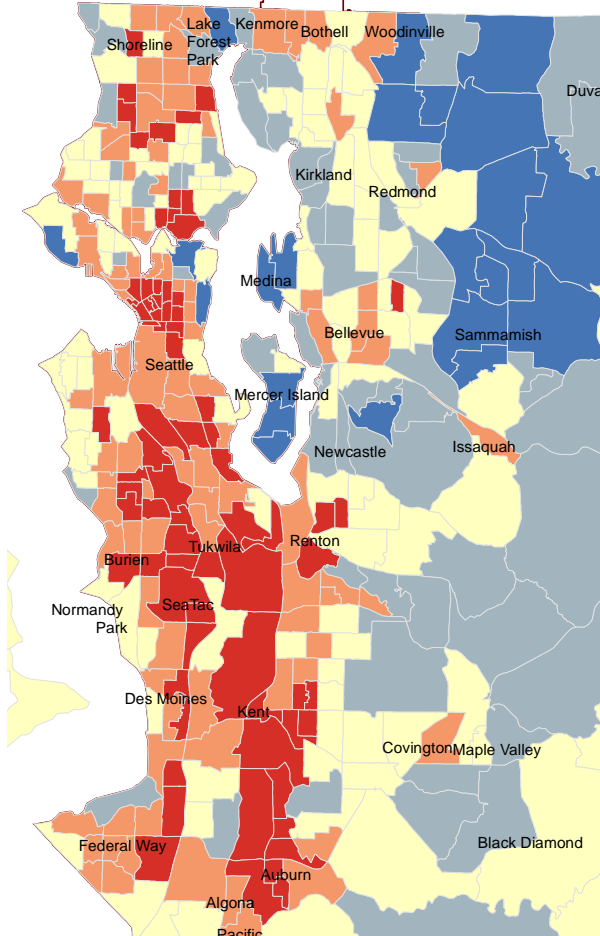 Lake
Forest
Park
Kenmore
Bothell
Woodinville
Shoreline
Duva
Kirkland
Redmond
Medina
Bellevue
Sammamish
Seattle
Mercer Island
Newcastle
Issaquah
Renton
Tukwila
Burien
SeaTac
Normandy
Park
Des Moines
Kent
Covington
Maple Valley
Black Diamond
Federal Way
Auburn
Algona
Pacific